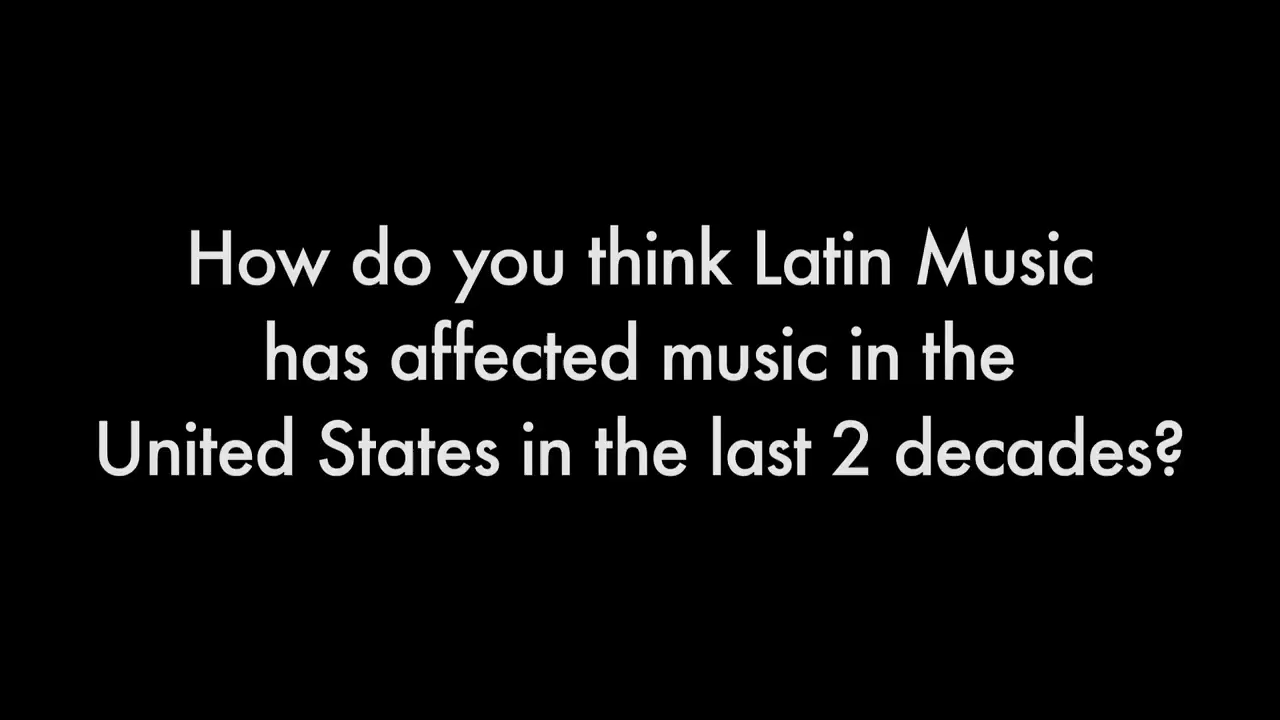 How do you think Latin Music
has affected music in the
United States in the last 2 decades?